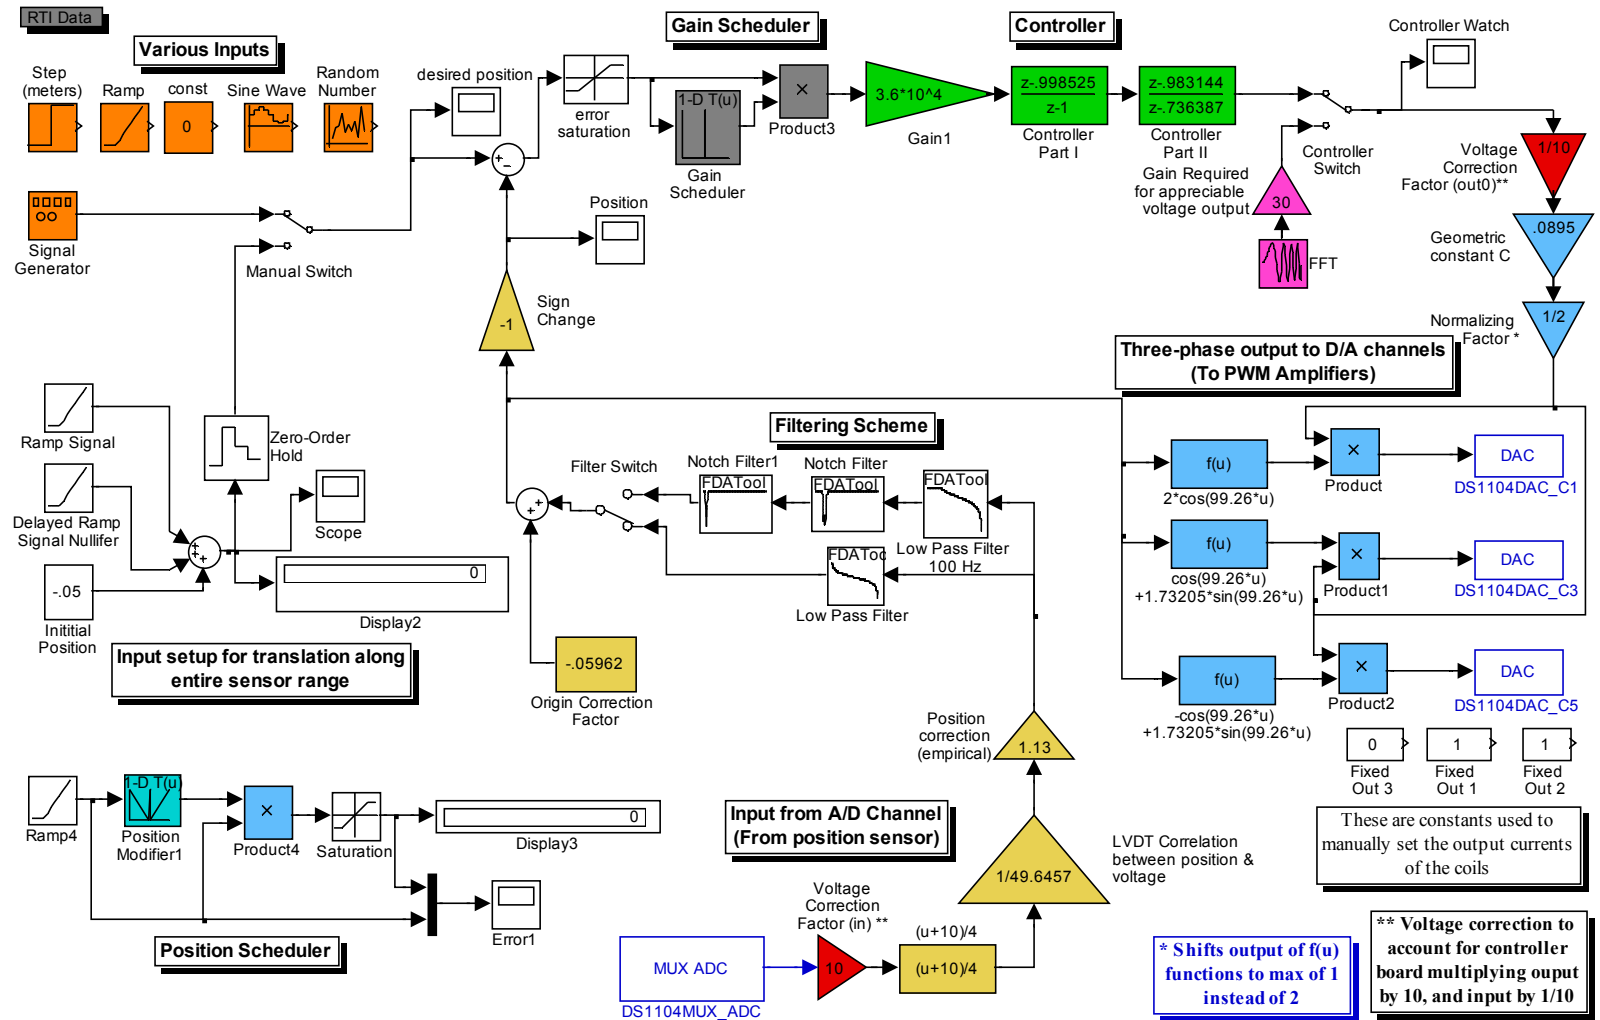 RTI Data
Various Inputs
Step
(meters)
Ramp
const
0
Sine Wave
Random
Number
desired position
Gain Scheduler
Controller
Controller Watch
error
saturation
1-D T(u)
Gain
Scheduler
×
Product3
3.6*10^4
Gain1
z-.998525
z-1
Controller
Part I
z-.983144
z-.736387
Controller
Part II
Controller
Switch
Gain Required
for appreciable
voltage output
30
FFT
Voltage
Correction
Factor (out0)**
1/10
.0895
Geometric
constant C
1/2
Normalizing
Factor *
Signal
Generator
Manual Switch
Position
-1
Sign
Change
Three-phase output to D/A channels
(To PWM Amplifiers)
Ramp Signal
Zero-Order
Hold
Delayed Ramp
Signal Nullifer
Scope
-.05
Inititial
Position
0
Display2
Input setup for translation along
entire sensor range
Filtering Scheme
Filter Switch
Notch Filter1
FDATool
Notch Filter
FDATool
FDATool
Low Pass Filter
100 Hz
FDAToc
Low Pass Filter
-.05962
Origin Correction
Factor
f(u)
2*cos(99.26*u)
×
Product
DAC
DS1104DAC_C1
f(u)
cos(99.26*u)
+1.73205*sin(99.26*u)
×
Product1
DAC
DS1104DAC_C3
f(u)
-cos(99.26*u)
+1.73205*sin(99.26*u)
×
Product2
DAC
DS1104DAC_C5
0
Fixed
Out 3
1
Fixed
Out 1
1
Fixed
Out 2
These are constants used to
manually set the output currents
of the coils
Position
correction
(empirical)
1.13
Ramp4
1-D T(u)
Position
Modifier1
×
Product4
Saturation
0
Display3
Error1
Position Scheduler
Input from A/D Channel
(From position sensor)
LVDT Correlation
between position &
voltage
1/49.6457
Voltage
Correction
Factor (in) **
10
MUX ADC
DS1104MUX_ADC
(u+10)/4
(u+10)/4
* Shifts output of f(u)
functions to max of 1
instead of 2
** Voltage correction to
account for controller
board multiplying ouput
by 10, and input by 1/10